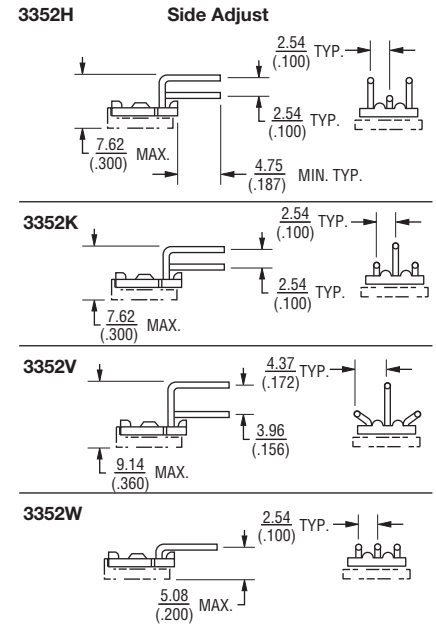 3352H Side Adjust
2.54
(.100) TYP.
2.54
(.100) TYP.
7.62
(.300) MAX.
4.75
(.187) MIN. TYP.
3352K
2.54
(.100) TYP.
2.54
(.100) TYP.
7.62
(.300) MAX.
3352V
4.37
(.172) TYP.
3.96
(.156)
9.14
(.360) MAX.
3352W
2.54
(.100) TYP.
5.08
(.200) MAX.